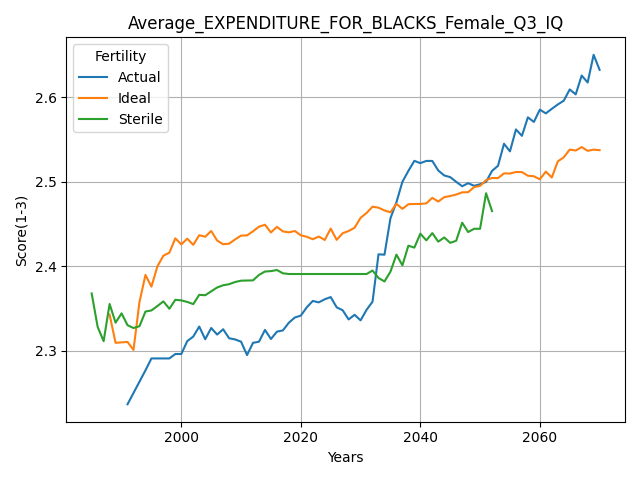 Average_EXPENDITURE_FOR_BLACKS_Female_Q3_IQ
Fertility
Actual
Ideal
Sterile
Score(1-3)
2.6
2.5
2.4
2.3
2000 2020 2040 2060
Years